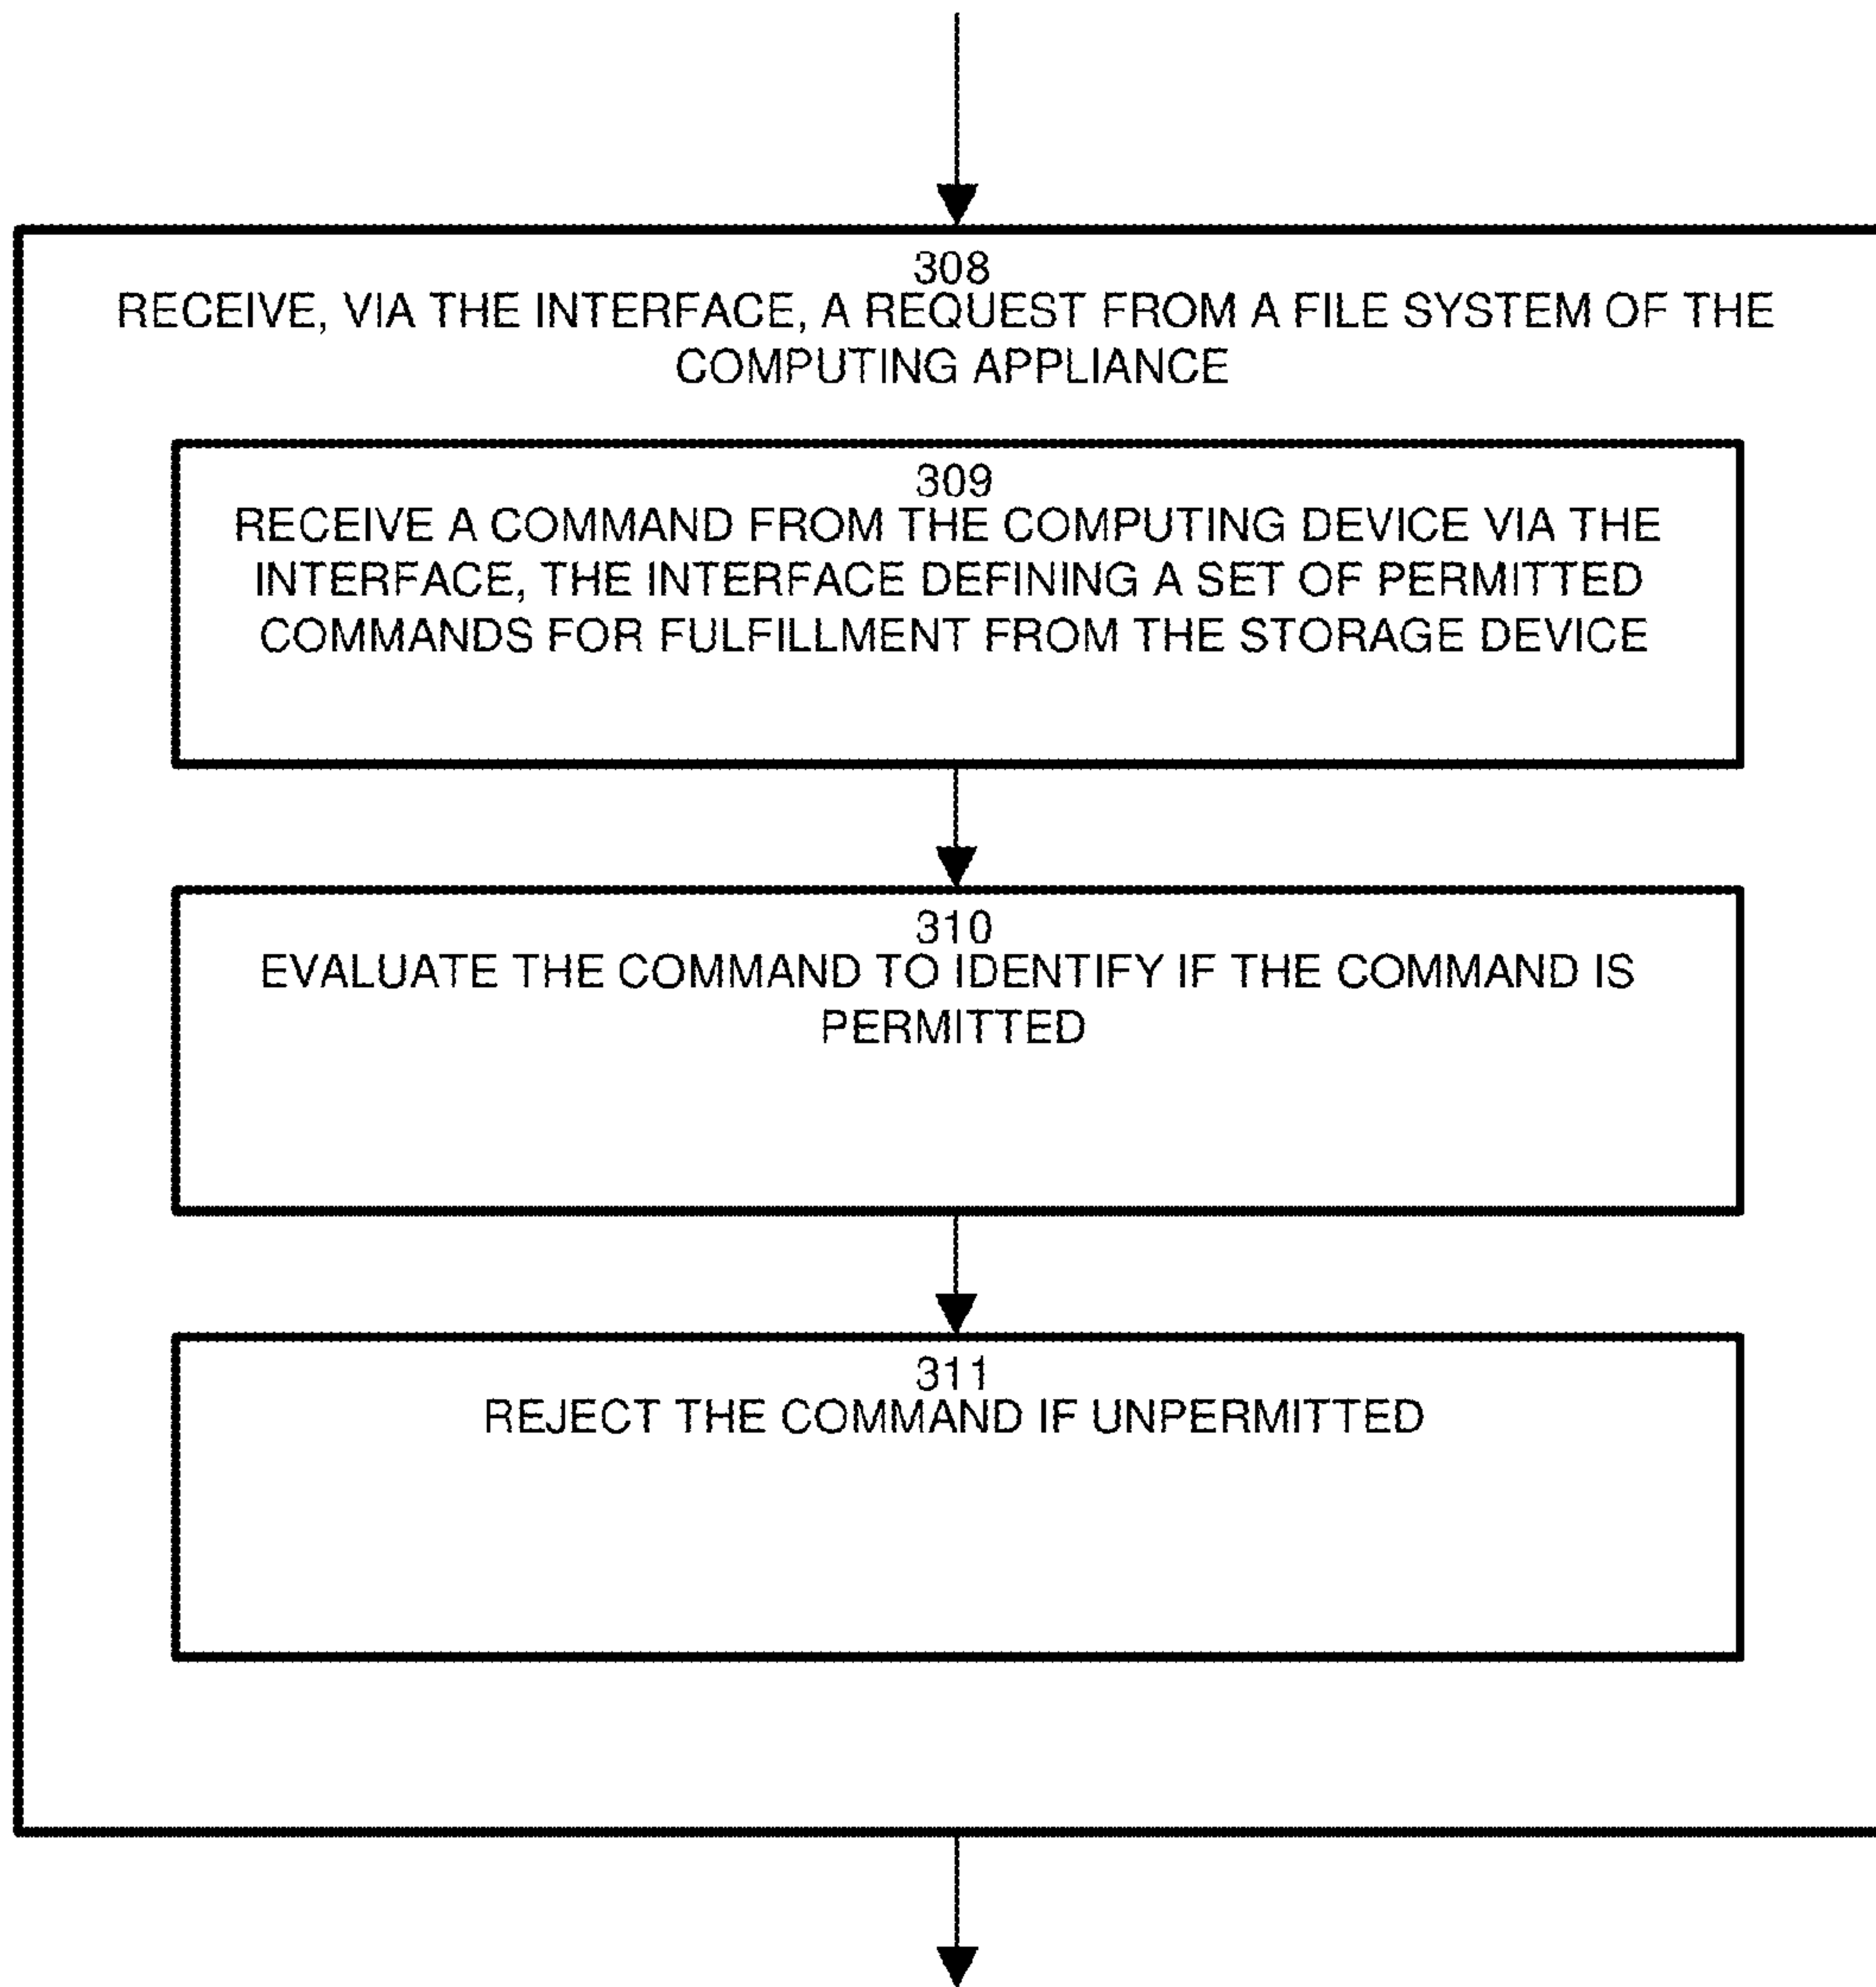 308
RECEIVE, VIA THE INTERFACE, A REQUEST FROM A FILE SYSTEM OF THE
COMPUTING APPLIANCE
309
RECEIVE A COMMAND FROM THE COMPUTING DEVICE VIA THE
INTERFACE, THE INTERFACE DEFINING A SET OF PERMITTED
COMMANDS FOR FULFILLMENT FROM THE STORAGE DEVICE
310
EVALUATE THE COMMAND TO IDENTIFY IF THE COMMAND IS
PERMITTED
311
REJECT THE COMMAND IF UNPERMITTED